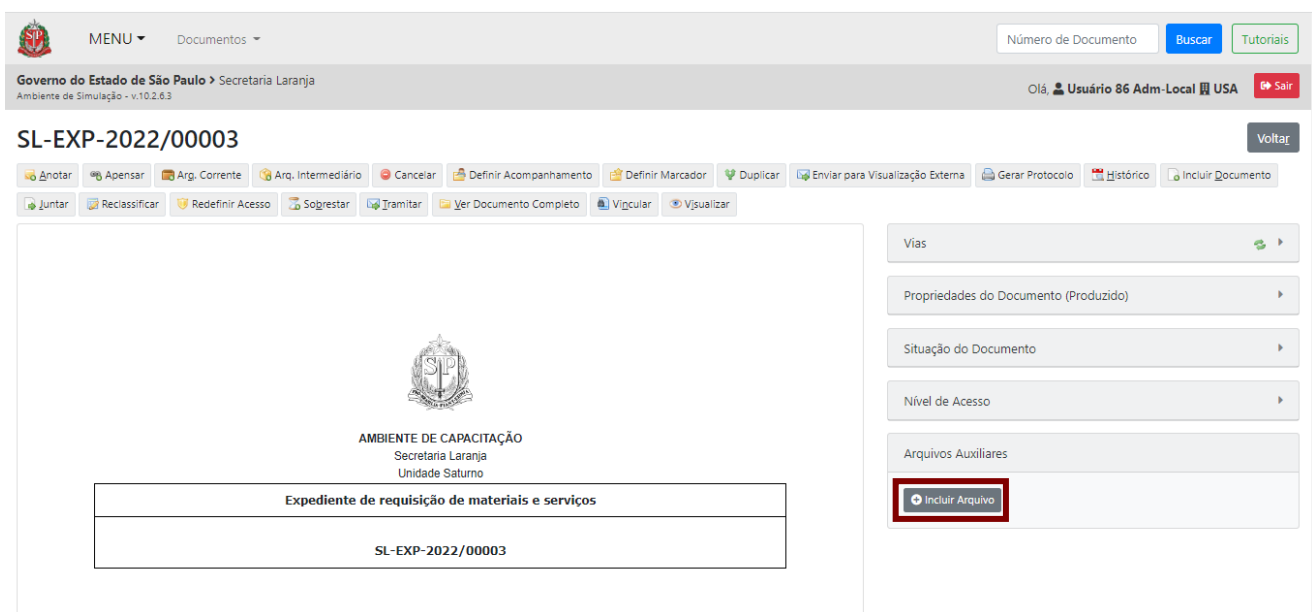 MENU Documentos Número de Documento Buscar Tutoriais
Governo do Estado de São Paulo > Secretaria Laranja
Ambiente de Simulação - v.10.2.6.3
Olá, Usuário 86 Adm-Local USA Sair
SL-EXP-2022/00003 Voltar
Anotar Apensar Arq. Corrente Arq. Intermediário Cancelar Definir Acompanhamento Definir Marcador Duplicar Enviar para Visualização Externa Gerar Protocolo Histórico Incluir Documento
Juntar Reclassificar Redefinir Acesso Sobrestar Tramitar Ver Documento Completo Vincular Visualizar
Vias
Propriedades do Documento (Produzido)
Situação do Documento
Nível de Acesso
Arquivos Auxiliares
Incluir Arquivo
SP
AMBIENTE DE CAPACITAÇÃO
Secretaria Laranja
Unidade Saturno
Expediente de requisição de materiais e serviços
SL-EXP-2022/00003